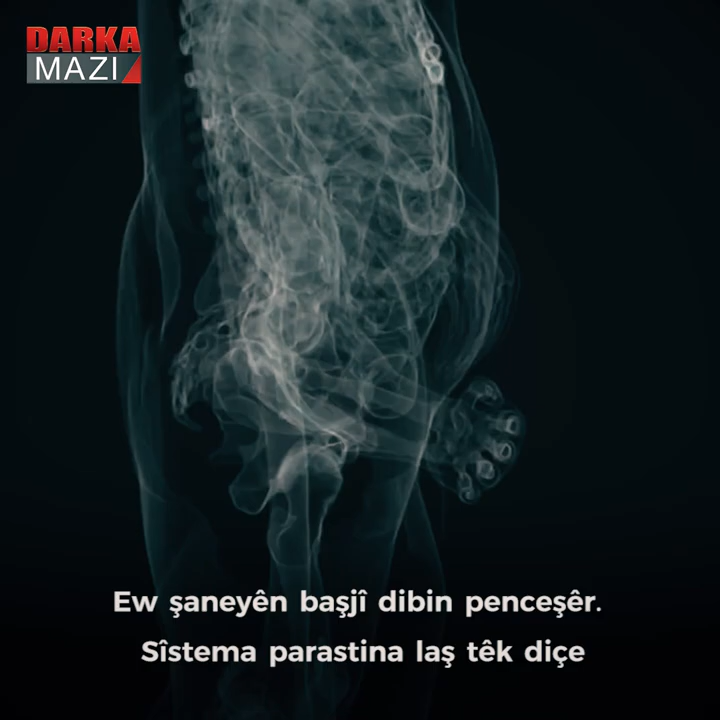 DARKA
MAZI
Ew şaneyên başjî dibin penceşêr.
Sîstema parastina laş têk diçe